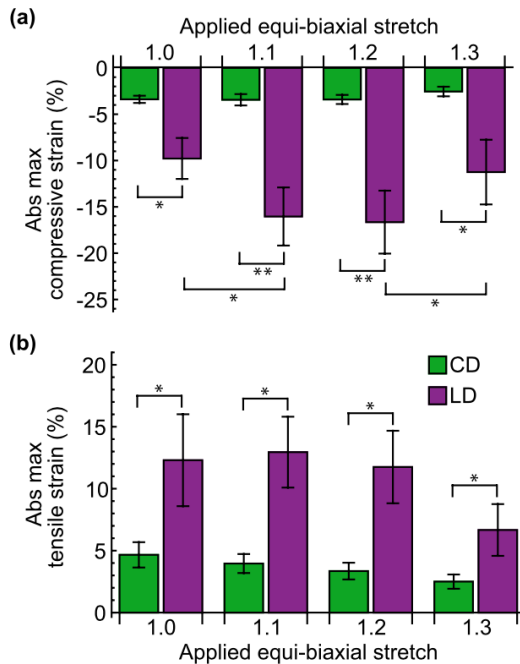 (a)
Applied equi-biaxial stretch
1.0 1.1 1.2 1.3
Abs max
compressive strain (%)
0
-5
-10
-15
-20
-25
*
**
**
*
*
*
(b)
Abs max
tensile strain (%)
20
15
10
5
0
CD
LD
*
*
*
*
1.0 1.1 1.2 1.3
Applied equi-biaxial stretch